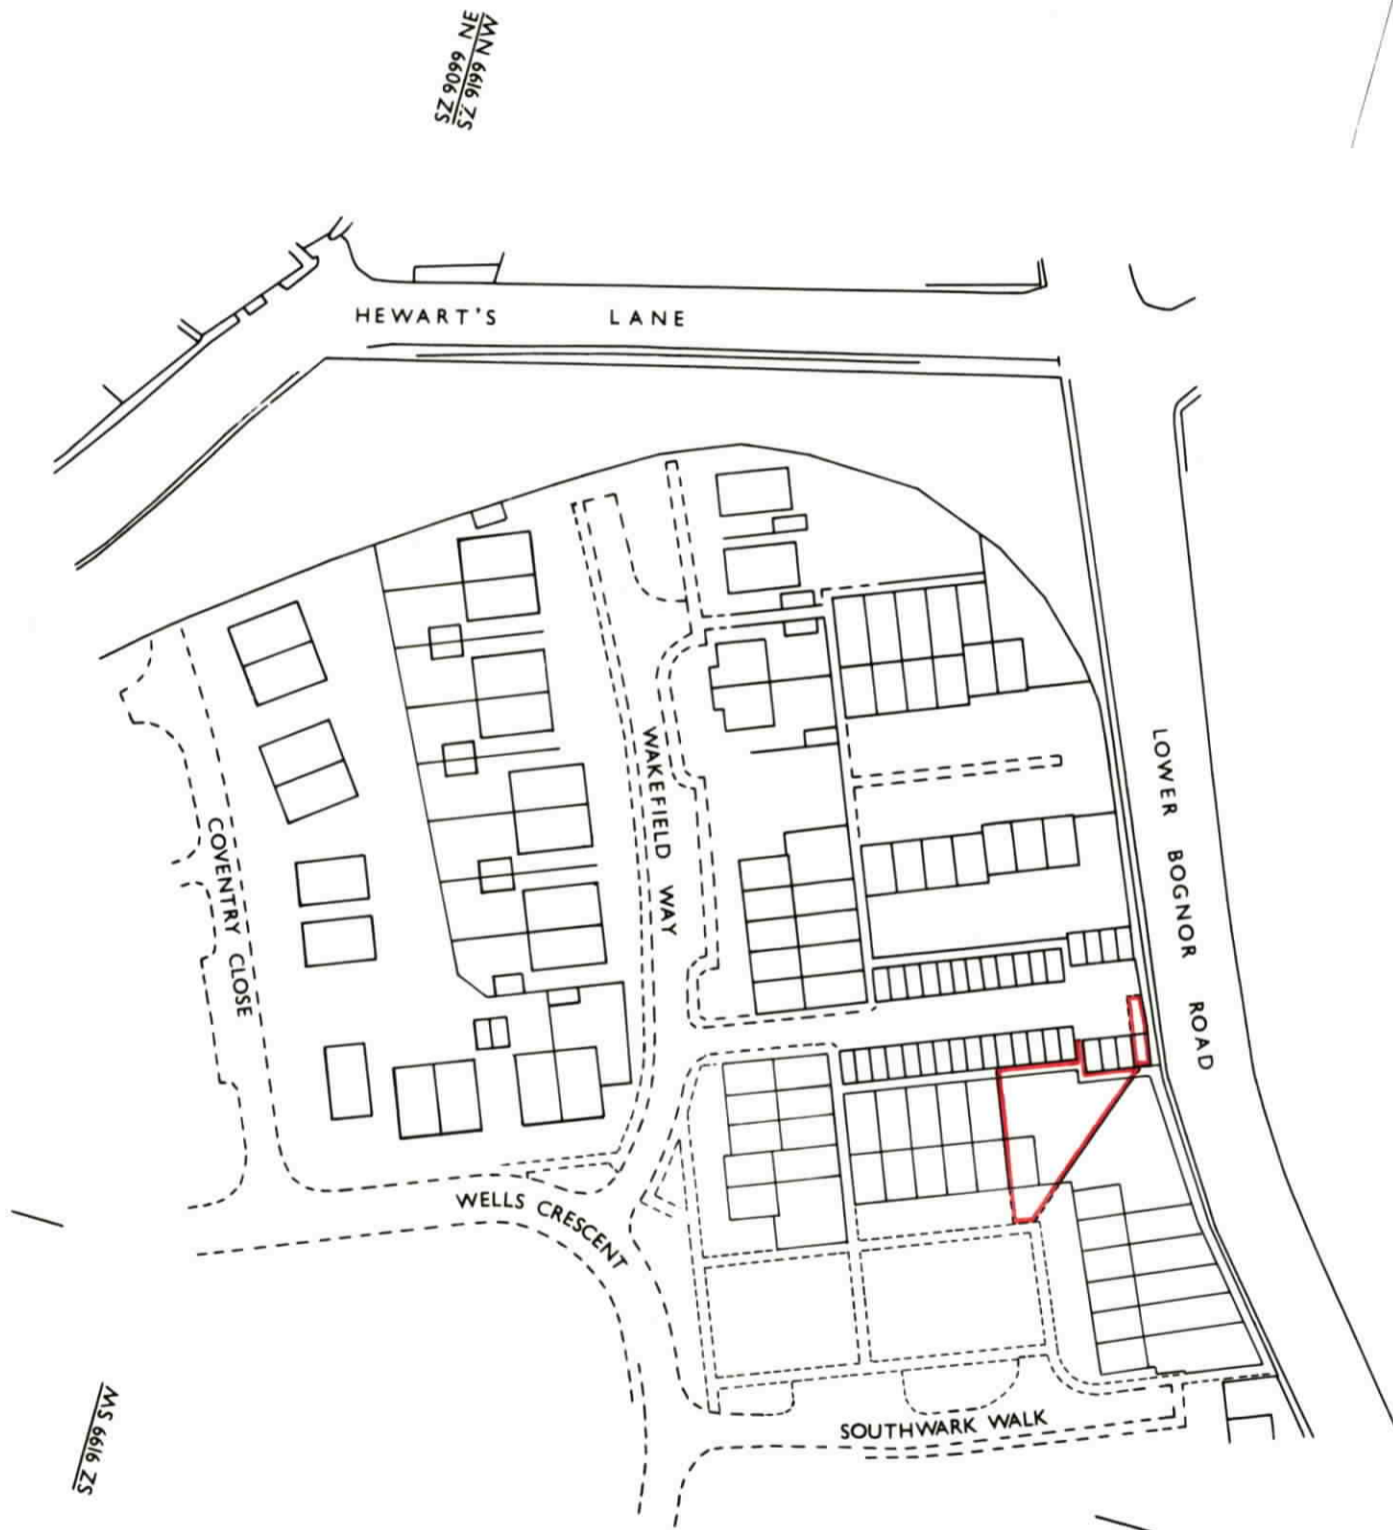 SZ 9099 NE
SZ 9199 NW
HEWART'S LANE
LOWER BOGNOR ROAD
WAKEFIELD WAY
COVENTRY CLOSE
WELLS CRESCENT
SOUTHWARK WALK
SZ 9199 SW